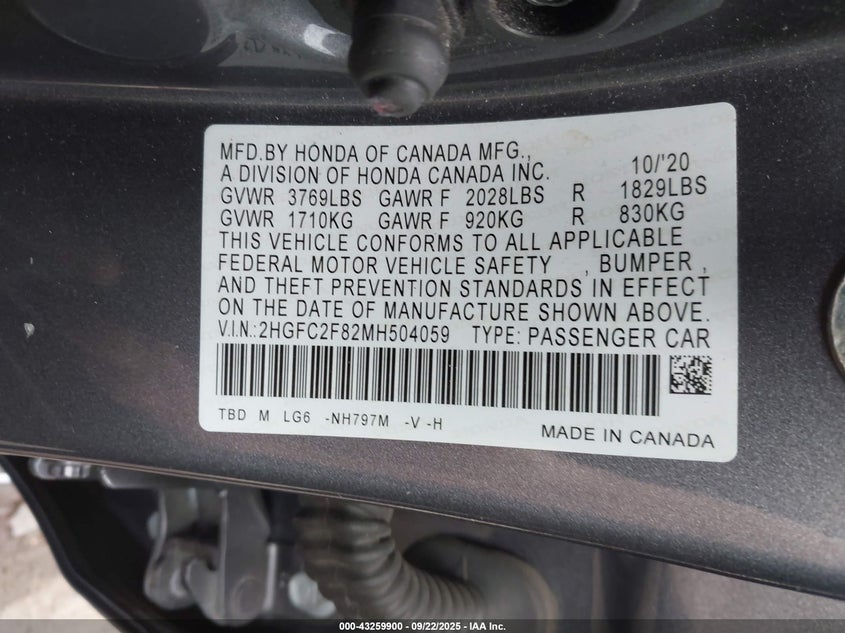 MFD.BY HONDA OF CANADA MFG.,
A DIVISION OF HONDA CANADA INC. 10/'20
GVWR 3769LBS GAWR F 2028LBS R 1829LBS
GVWR 1710KG GAWR F 920KG R 830KG
THIS VEHICLE CONFORMS TO ALL APPLICABLE
FEDERAL MOTOR VEHICLE SAFETY , BUMPER ,
AND THEFT PREVENTION STANDARDS IN EFFECT
ON THE DATE OF MANUFACTURE SHOWN ABOVE.
V.I.N.:2HGFC2F82MH504059 TYPE: PASSENGER CAR
TBD M LG6 -NH797M -V -H
MADE IN CANADA
000-43259900 - 09/22/2025 - IAA Inc.